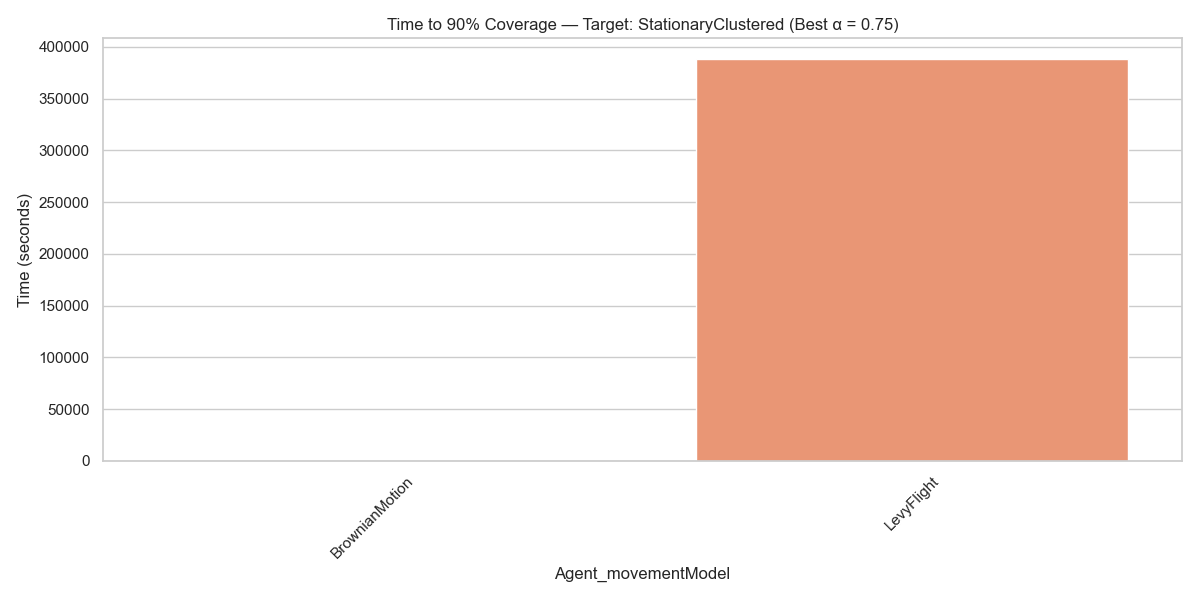 Time to 90% Coverage — Target: StationaryClustered (Best α = 0.75)
400000
350000
300000
250000
200000
150000
100000
50000
0
Time (seconds)
BrownianMotion
LevyFlight
Agent_movementModel